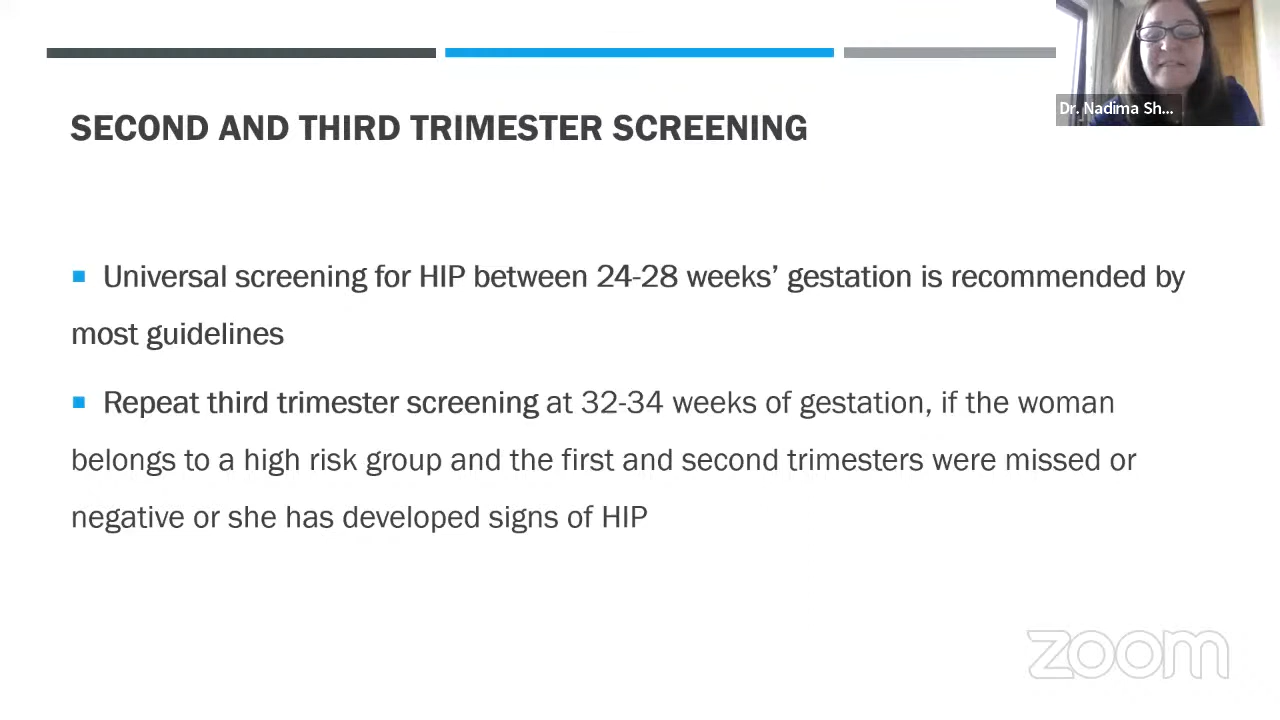 Dr. Nadima Sh...
SECOND AND THIRD TRIMESTER SCREENING
Universal screening for HIP between 24-28 weeks’ gestation is recommended by
most guidelines
Repeat third trimester screening at 32-34 weeks of gestation, if the woman
belongs to a high risk group and the first and second trimesters were missed or
negative or she has developed signs of HIP
zoom